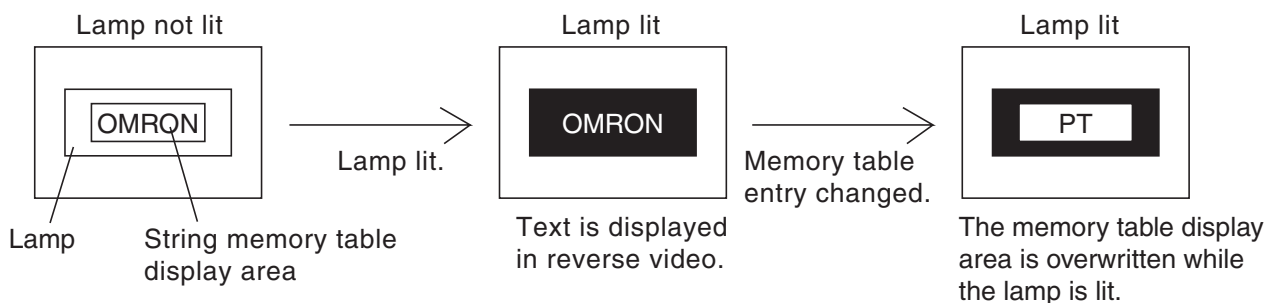 Lamp not lit
Lamp lit
Lamp lit
OMRON
OMRON
PT
Lamp lit.
Memory table
entry changed.
Lamp
String memory table
display area
Text is displayed
in reverse video.
The memory table display
area is overwritten while
the lamp is lit.